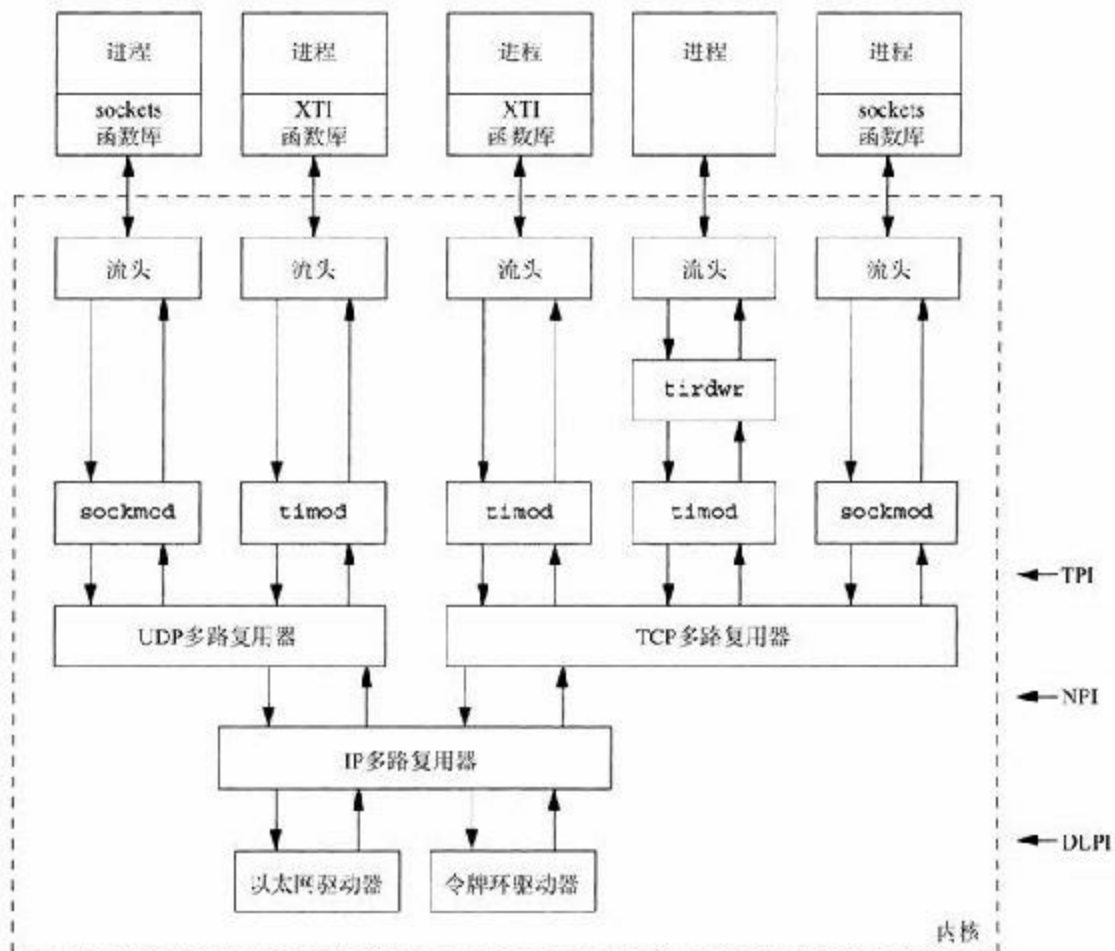 进程
进程
进程
进程
进程
sockets
函数库
XTI
函数库
XTI
函数库
sockets
函数库
流头
流头
流头
流头
流头
tirdwr
sockmod
timod
timod
timod
sockmod
TPI
UDP多路复用器
TCP多路复用器
NPI
IP多路复用器
DLPI
以太网驱动器
令牌环驱动器
内核